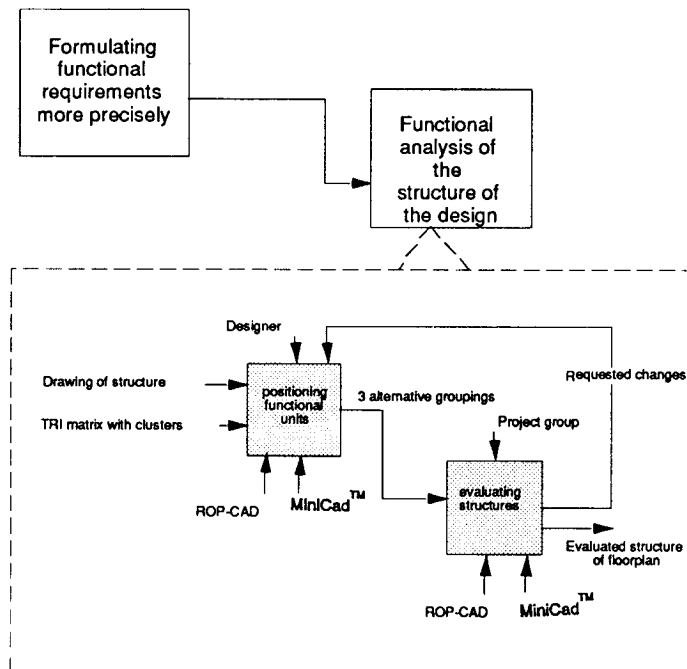 Formulating
functional
requirements
more precisely
Functional
analysis of
the
structure of
the design
Designer
Requested changes
Drawing of structure
positioning
functional
units
3 alternative groupings
TRI matrix with clusters
Project group
ROP-CAD
MiniCad™
evaluating
structures
Evaluated structure
of floorplan
ROP-CAD
MiniCad™